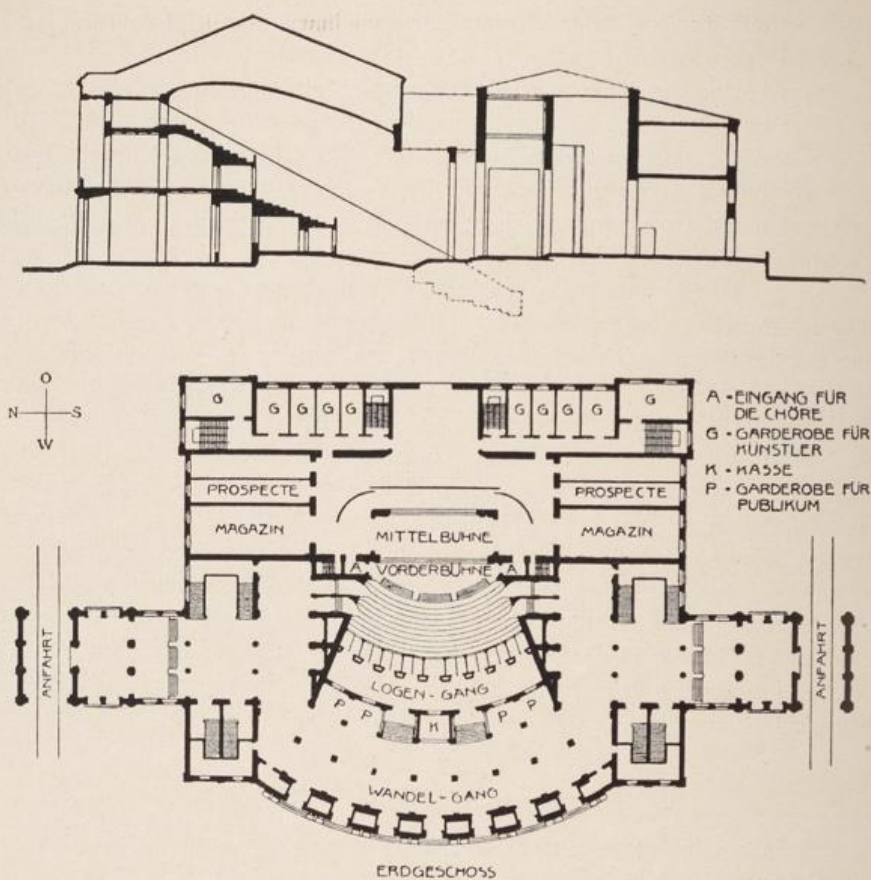 O
N S
W
A - EINGANG FÜR
DIE CHÖRE
G - GARDEROBE FÜR
KÜNSTLER
K - KASSE
P - GARDEROBE FÜR
PUBLIKUM
G G G G G G G G G G
PROSPECTE PROSPECTE
MAGAZIN MAGAZIN
MITTELBÜHNE
A VORDERBÜHNE A
ANFAHRT ANFAHRT
LOGEN-GANG
P P K P P
WANDEL-GANG
ERDGESCHOSS